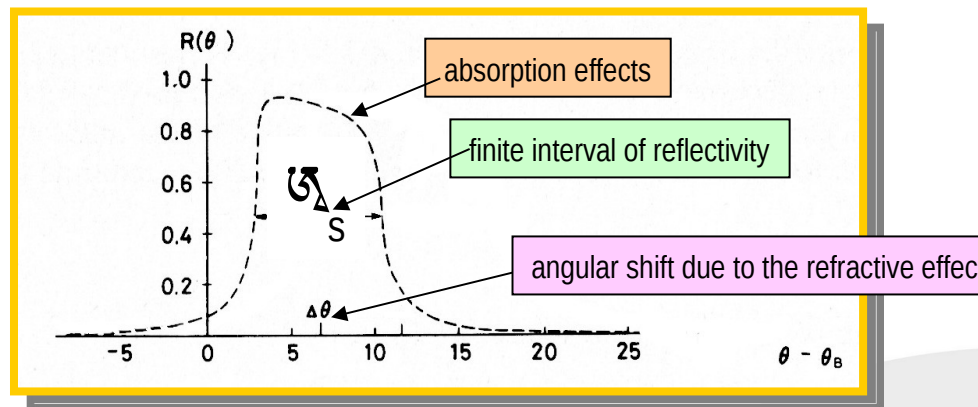 R(θ)
absorption effects
1.0
0.8
finite interval of reflectivity
0.6
S
0.4
angular shift due to the refractive effec
0.2
Δθ
-5 0 5 10 15 20 25 θ - θB